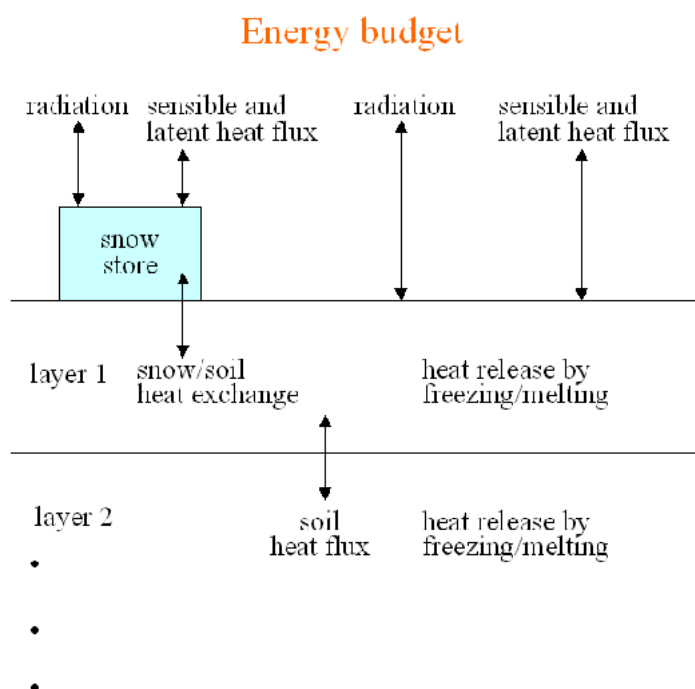 Energy budget
radiation
sensible and
latent heat flux
radiation
sensible and
latent heat flux
snow
store
layer 1
snow/soil
heat exchange
heat release by
freezing/melting
layer 2
soil
heat flux
heat release by
freezing/melting